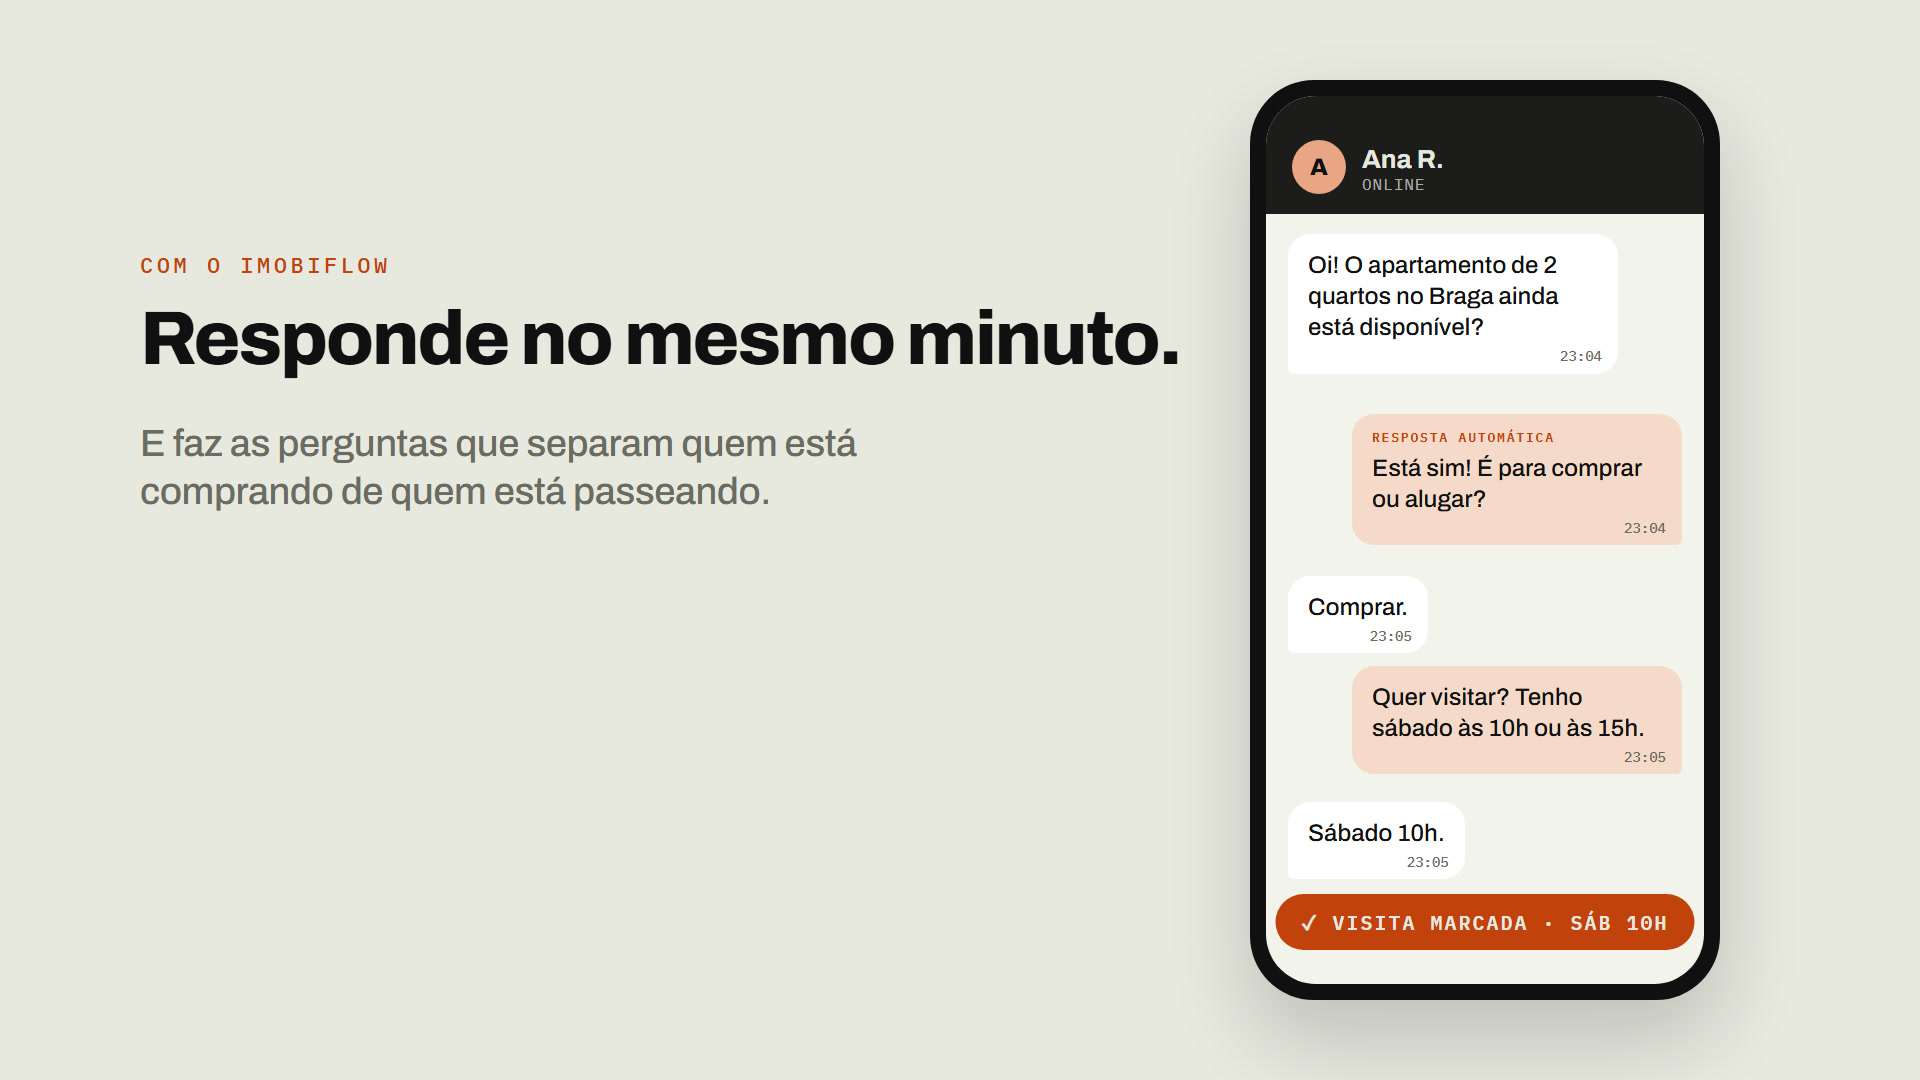 COM O IMOBIFLOW
Responde no mesmo minuto.
E faz as perguntas que separam quem está
comprando de quem está passeando.
A
Ana R.
ONLINE
Oi! O apartamento de 2
quartos no Braga ainda
está disponível?
23:04
RESPOSTA AUTOMÁTICA
Está sim! É para comprar
ou alugar?
23:04
Comprar.
23:05
Quer visitar? Tenho
sábado às 10h ou às 15h.
23:05
Sábado 10h.
23:05
✓ VISITA MARCADA · SÁB 10H